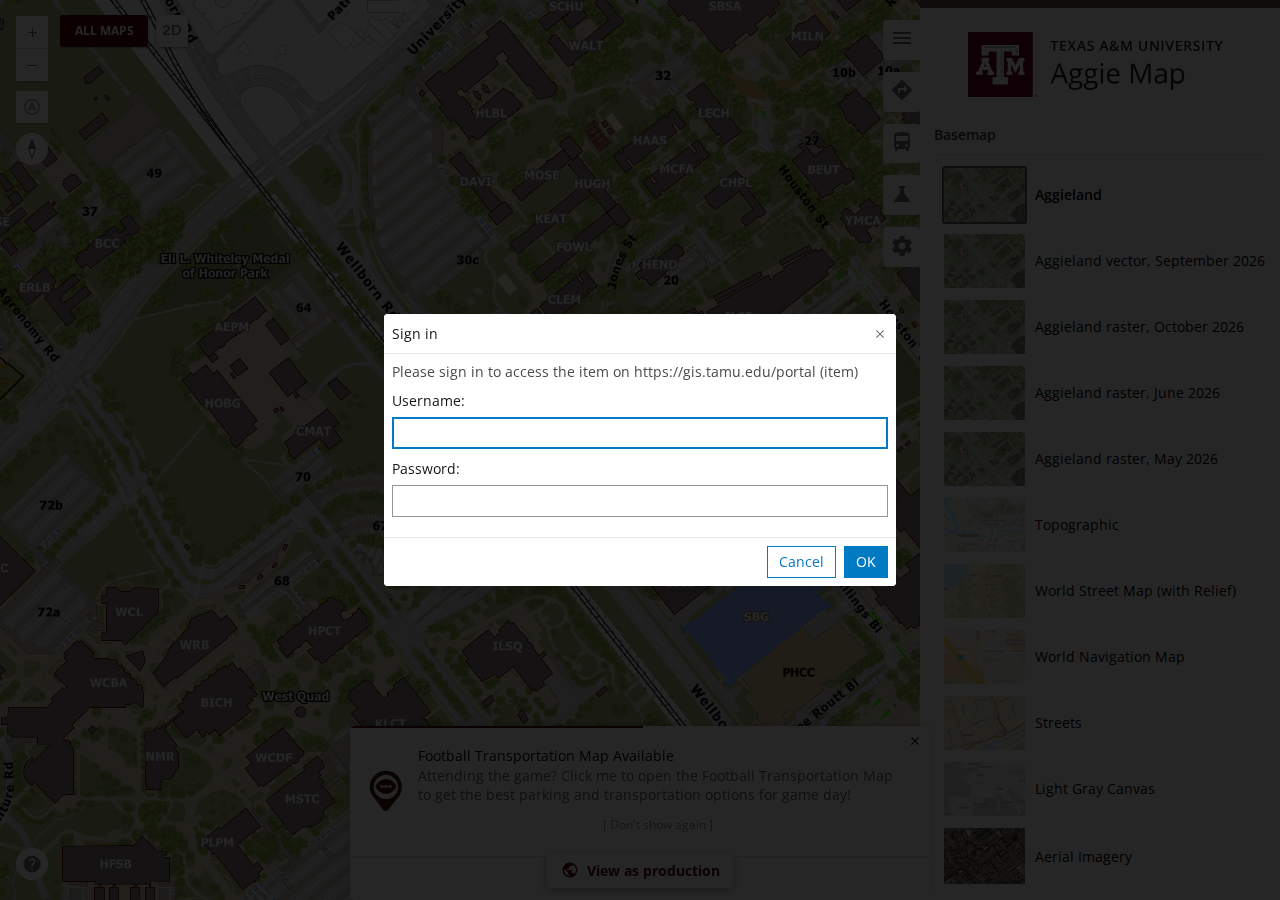 ALL MAPS
2D
University
SCHU
SBSA
WALT
MILN
32
10b
10a
HLBL
LECH
HAAS
27
49
MOSE
MCFA
BEUT
DAVI
HUGH
CHPL
Houston St
37
KEAT
YMCA
BCC
FOWL
Jones St
Eli L. Whiteley Medal
of Honor Park
30c
HEND
Wellborn Rd
20
ERLB
CLEM
64
Agronomy Rd
AEPM
Houston
HOBG
CMAT
70
72b
67
68
72a
WCL
HPCT
SBG
WRB
ILSQ
PHCC
WCBA
West Quad
BICH
KLCT
NMR
WCDF
MSTC
PLPM
HFSB
TEXAS A&M UNIVERSITY
Aggie Map
Basemap
Aggieland
Aggieland vector, September 2026
Aggieland raster, October 2026
Aggieland raster, June 2026
Aggieland raster, May 2026
Topographic
World Street Map (with Relief)
World Navigation Map
Streets
Light Gray Canvas
Aerial Imagery
Sign in
Please sign in to access the item on https://gis.tamu.edu/portal (item)
Username:
Password:
Cancel
OK
Football Transportation Map Available
Attending the game? Click me to open the Football Transportation Map
to get the best parking and transportation options for game day!
[ Don't show again ]
View as production